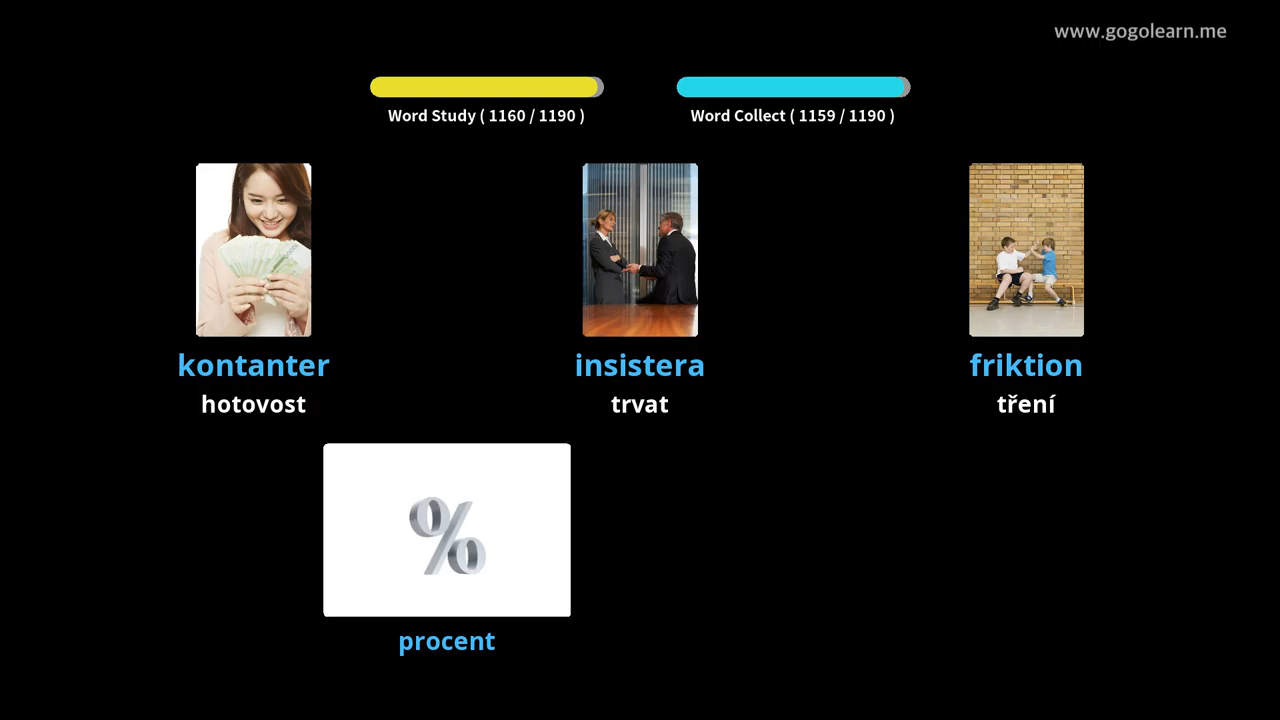 www.gogolearn.me
Word Study ( 1160 / 1190 )
Word Collect ( 1159 / 1190 )
kontanter
insistera
friktion
hotovost
trvat
tření
%
procent